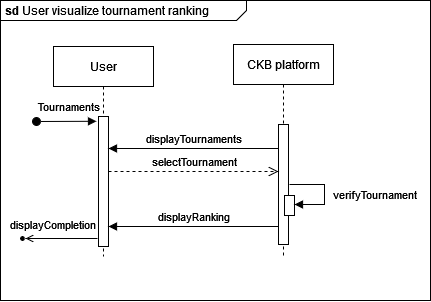 sd User visualize tournament ranking
User
CKB platform
Tournaments
displayTournaments
selectTournament
verifyTournament
displayRanking
displayCompletion